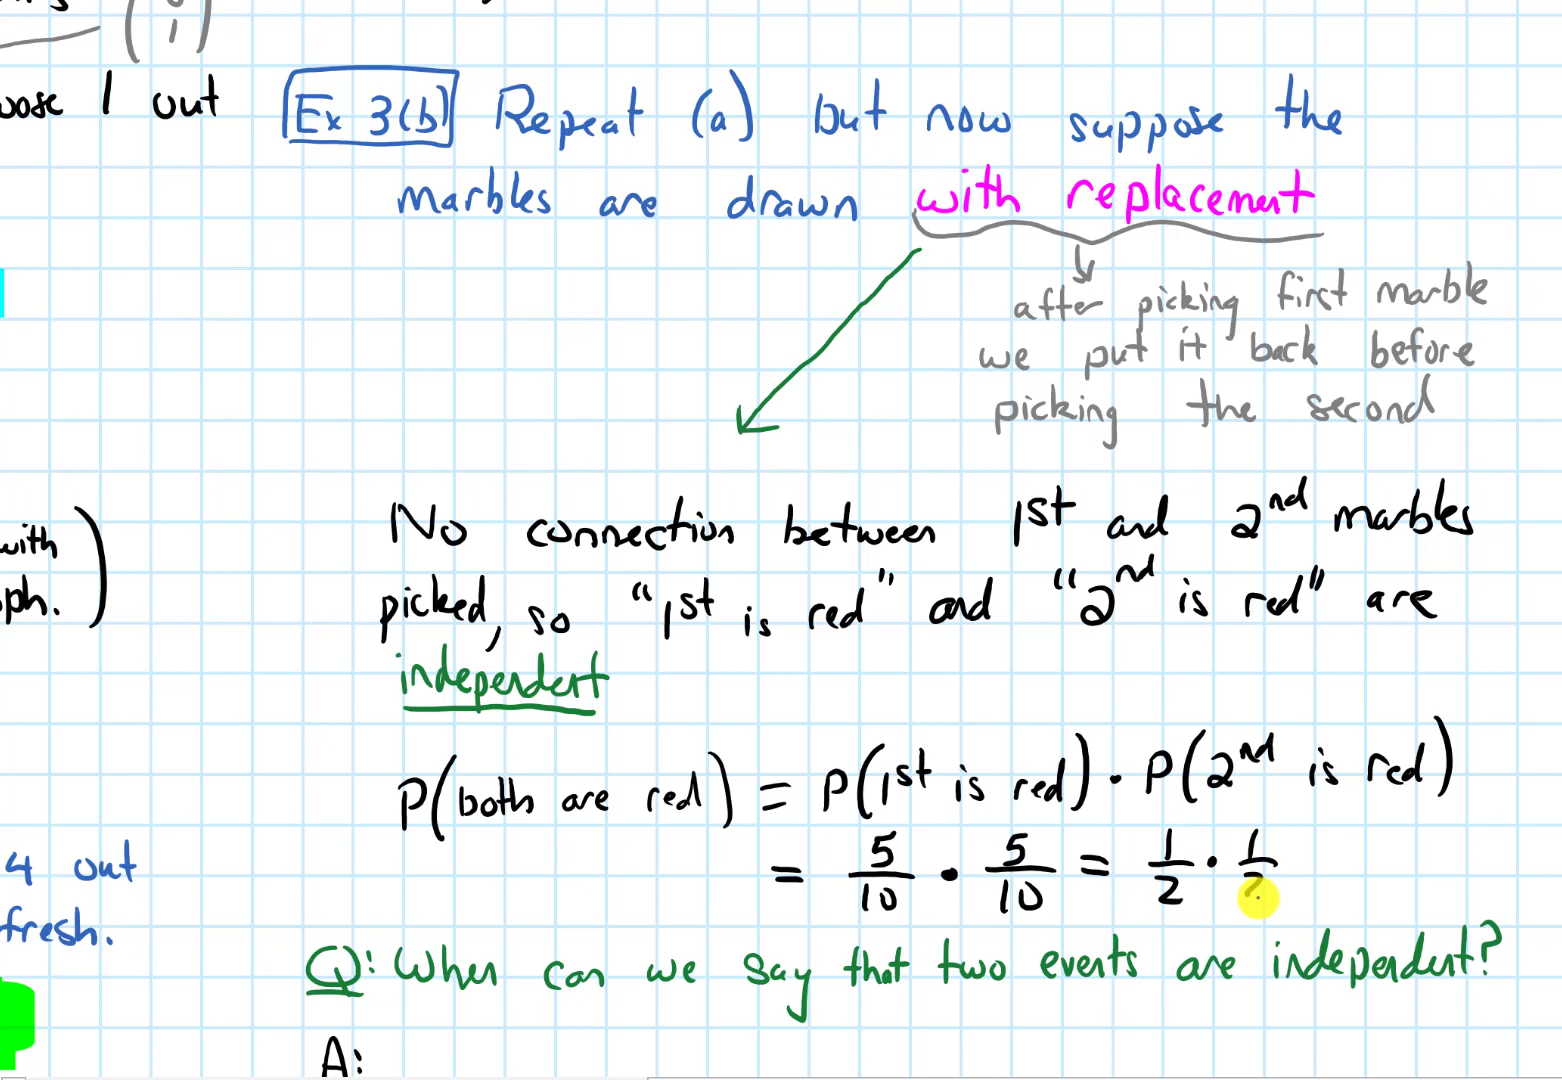 ( 1 )
oose 1 out
Ex 3(b) Repeat (a) but now suppose the
marbles are drawn with replacement
after picking first marble
we put it back before
picking the second
with
ph. )
No connection between 1st and 2nd marbles
picked, so "1st is red" and "2nd is red" are
independent
P(both are red) = P(1st is red) · P(2nd is red)
= 5/10 · 5/10 = 1/2 · 1/2
4 out
fresh.
Q: When can we say that two events are independent?
A: